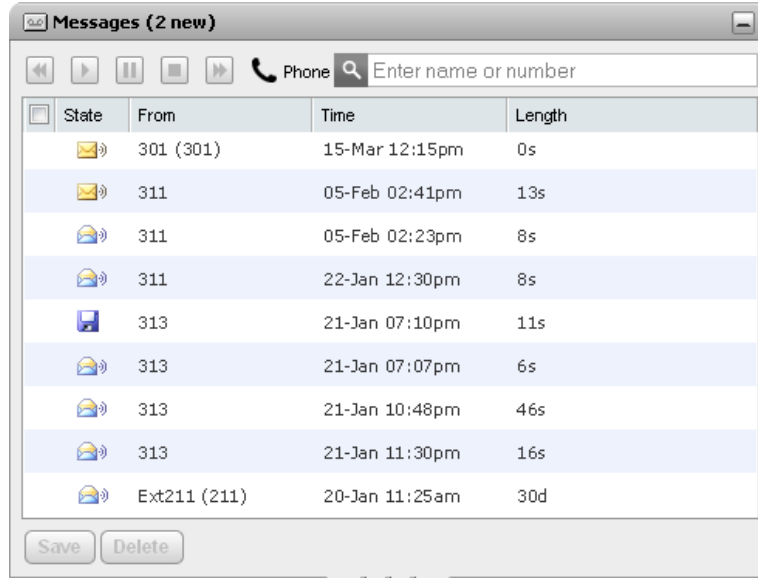 Messages (2 new)
Phone Enter name or number
State From Time Length
301 (301) 15-Mar 12:15pm 0s
311 05-Feb 02:41pm 13s
311 05-Feb 02:23pm 8s
311 22-Jan 12:30pm 8s
313 21-Jan 07:10pm 11s
313 21-Jan 07:07pm 6s
313 21-Jan 10:48pm 46s
313 21-Jan 11:30pm 16s
Ext211 (211) 20-Jan 11:25am 30d
Save Delete